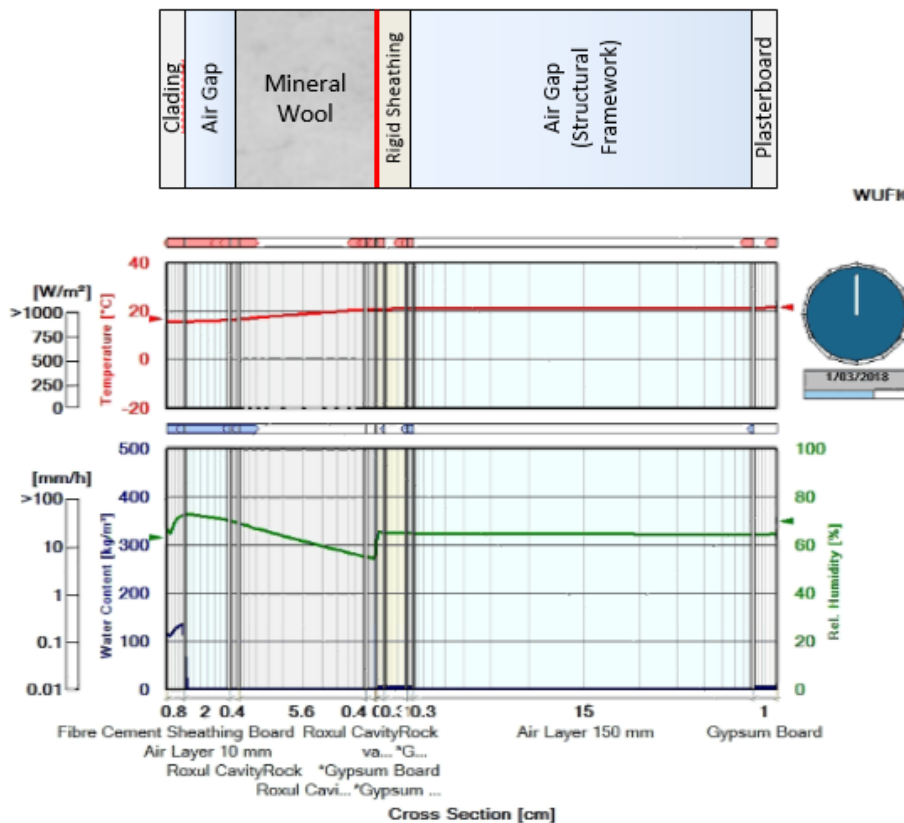 Clading
Air Gap
Mineral
Wool
Rigid Sheathing
Air Gap
(Structural
Framework)
Plasterboard
[W/m²]
>1000
750
500
250
0
Temperature [°C]
40
20
0
-20
1/03/2018
[mm/h]
>100
10
1
0.1
0.01
Water Content [kg/m³]
500
400
300
200
100
0
100
80
60
40
20
0
Rel. Humidity [%]
0.8 2 0.4 5.6 0.4 0.3 15 1
Fibre Cement Sheathing Board Roxul CavityRock Air Layer 150 mm Gypsum Board
Air Layer 10 mm va... *G...
Roxul CavityRock *Gypsum Board
Roxul Cavi... *Gypsum ...
Cross Section [cm]